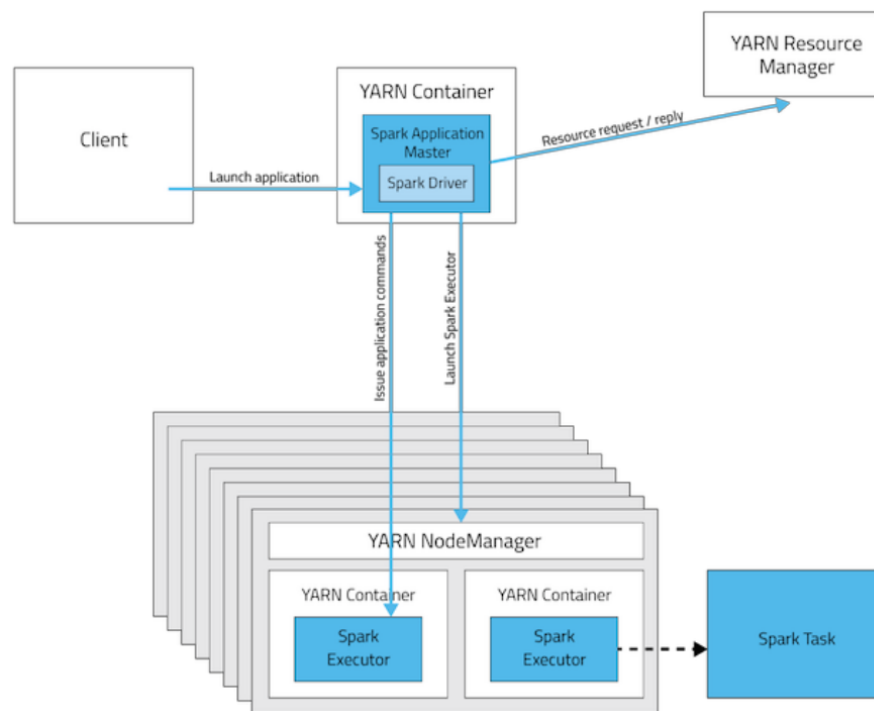 YARN Resource
Manager
YARN Container
Client
Spark Application
Master
Spark Driver
Launch application
Resource request / reply
Issue application commands
Launch Spark Executor
YARN NodeManager
YARN Container
YARN Container
Spark
Executor
Spark
Executor
Spark Task